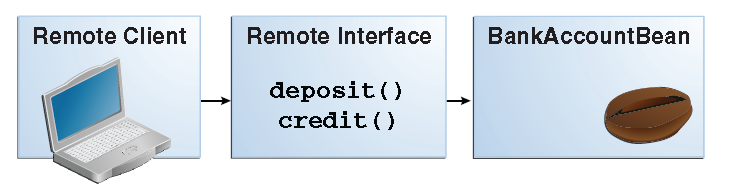 Remote Client
Remote Interface
deposit()
credit()
BankAccountBean